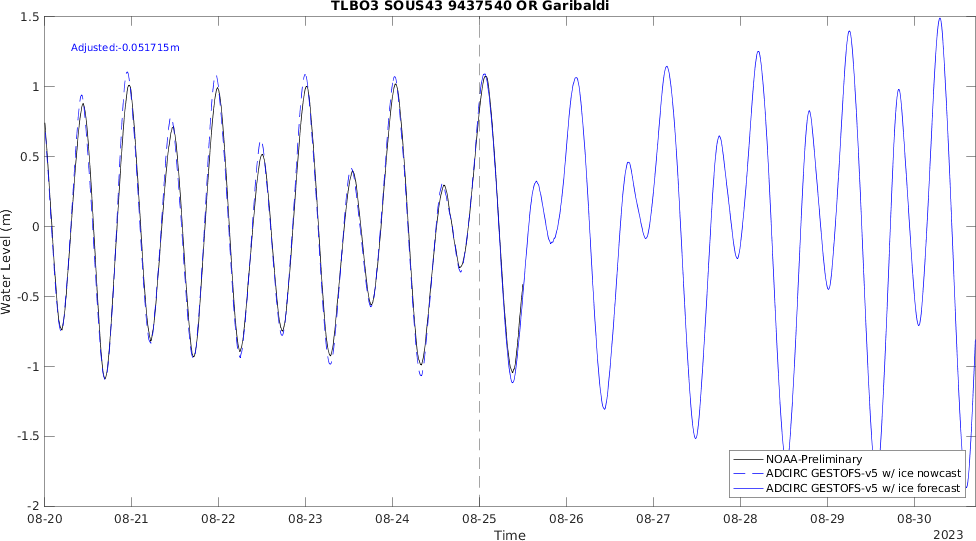 TLBO3 SOUS43 9437540 OR Garibaldi
Adjusted:-0.051715m
1.5
1
0.5
0
-0.5
-1
-1.5
-2
Water Level (m)
NOAA-Preliminary
ADCIRC GESTOFS-v5 w/ ice nowcast
ADCIRC GESTOFS-v5 w/ ice forecast
08-20 08-21 08-22 08-23 08-24 08-25 08-26 08-27 08-28 08-29 08-30
Time
2023